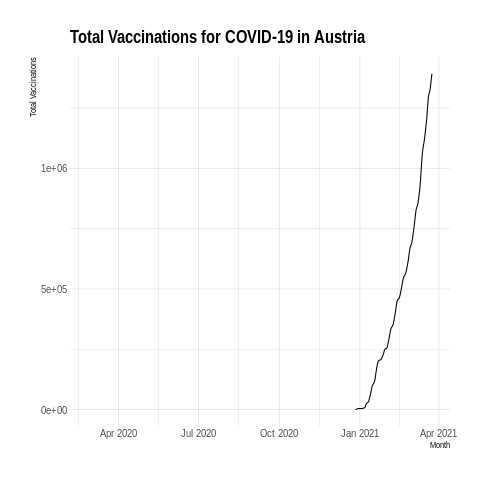 Total Vaccinations for COVID-19 in Austria
Total Vaccinations
1e+06
5e+05
0e+00
Apr 2020 Jul 2020 Oct 2020 Jan 2021 Apr 2021
Month